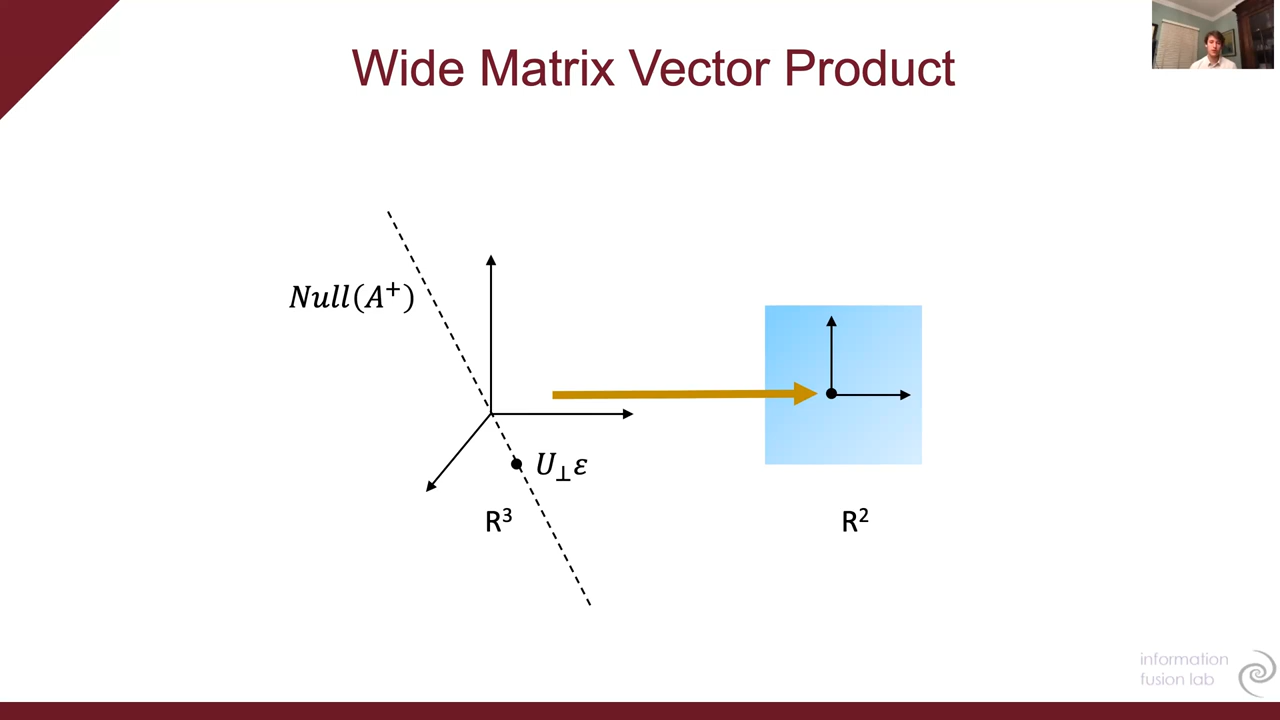 Wide Matrix Vector Product
Null(A⁺)
U⊥ε
R³
R²
information
fusion lab